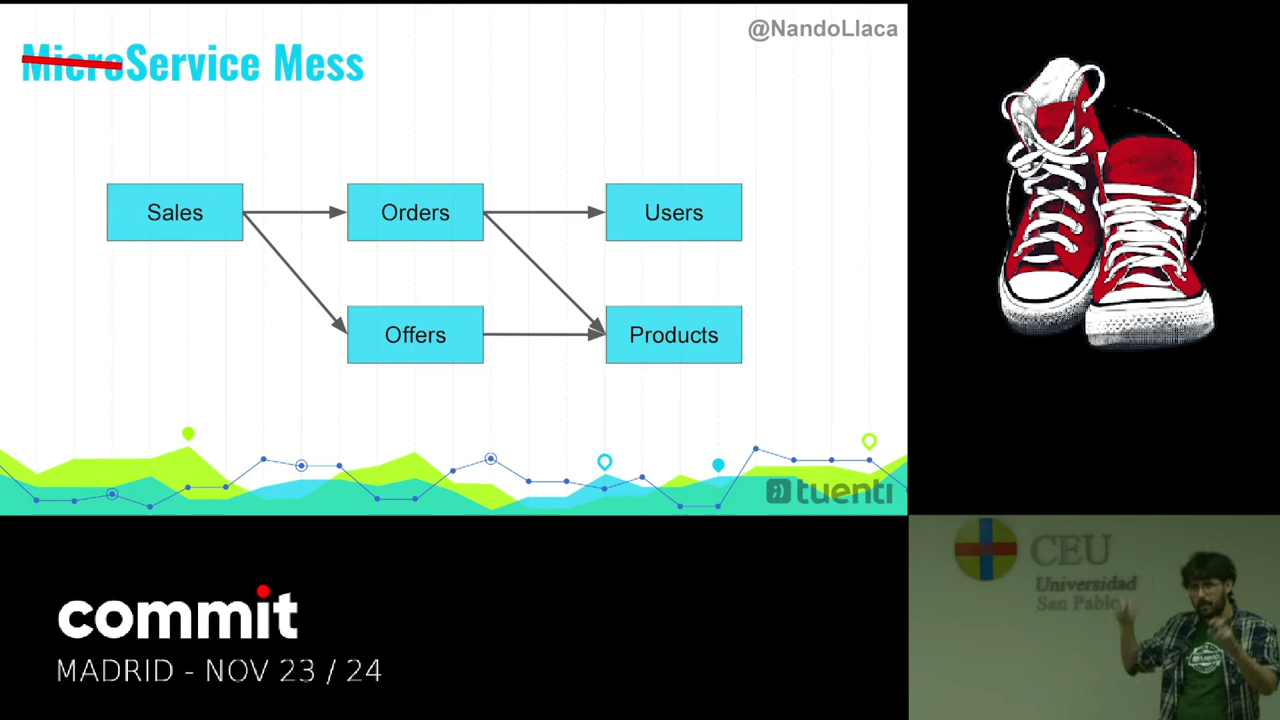 @NandoLlaca
MicroService Mess
Sales
Orders
Users
Offers
Products
tuenti
commit
MADRID - NOV 23 / 24
CEU
Universidad
San Pablo